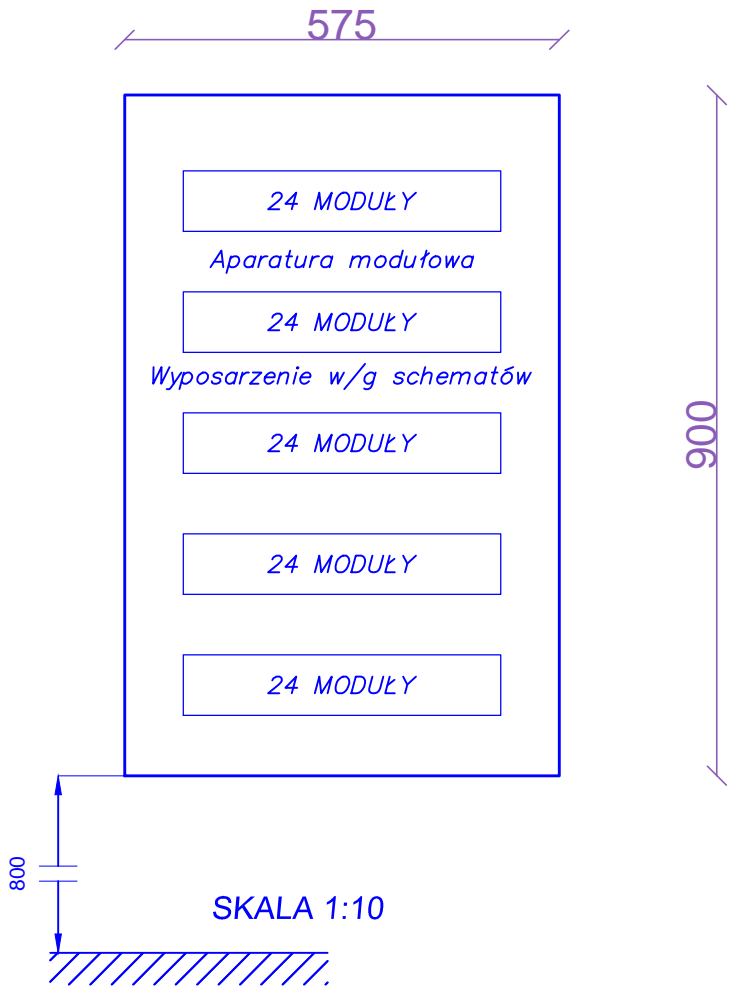 575
24 MODUŁY
Aparatura modułowa
24 MODUŁY
Wyposarzenie w/g schematów
24 MODUŁY
900
24 MODUŁY
24 MODUŁY
800
SKALA 1:10